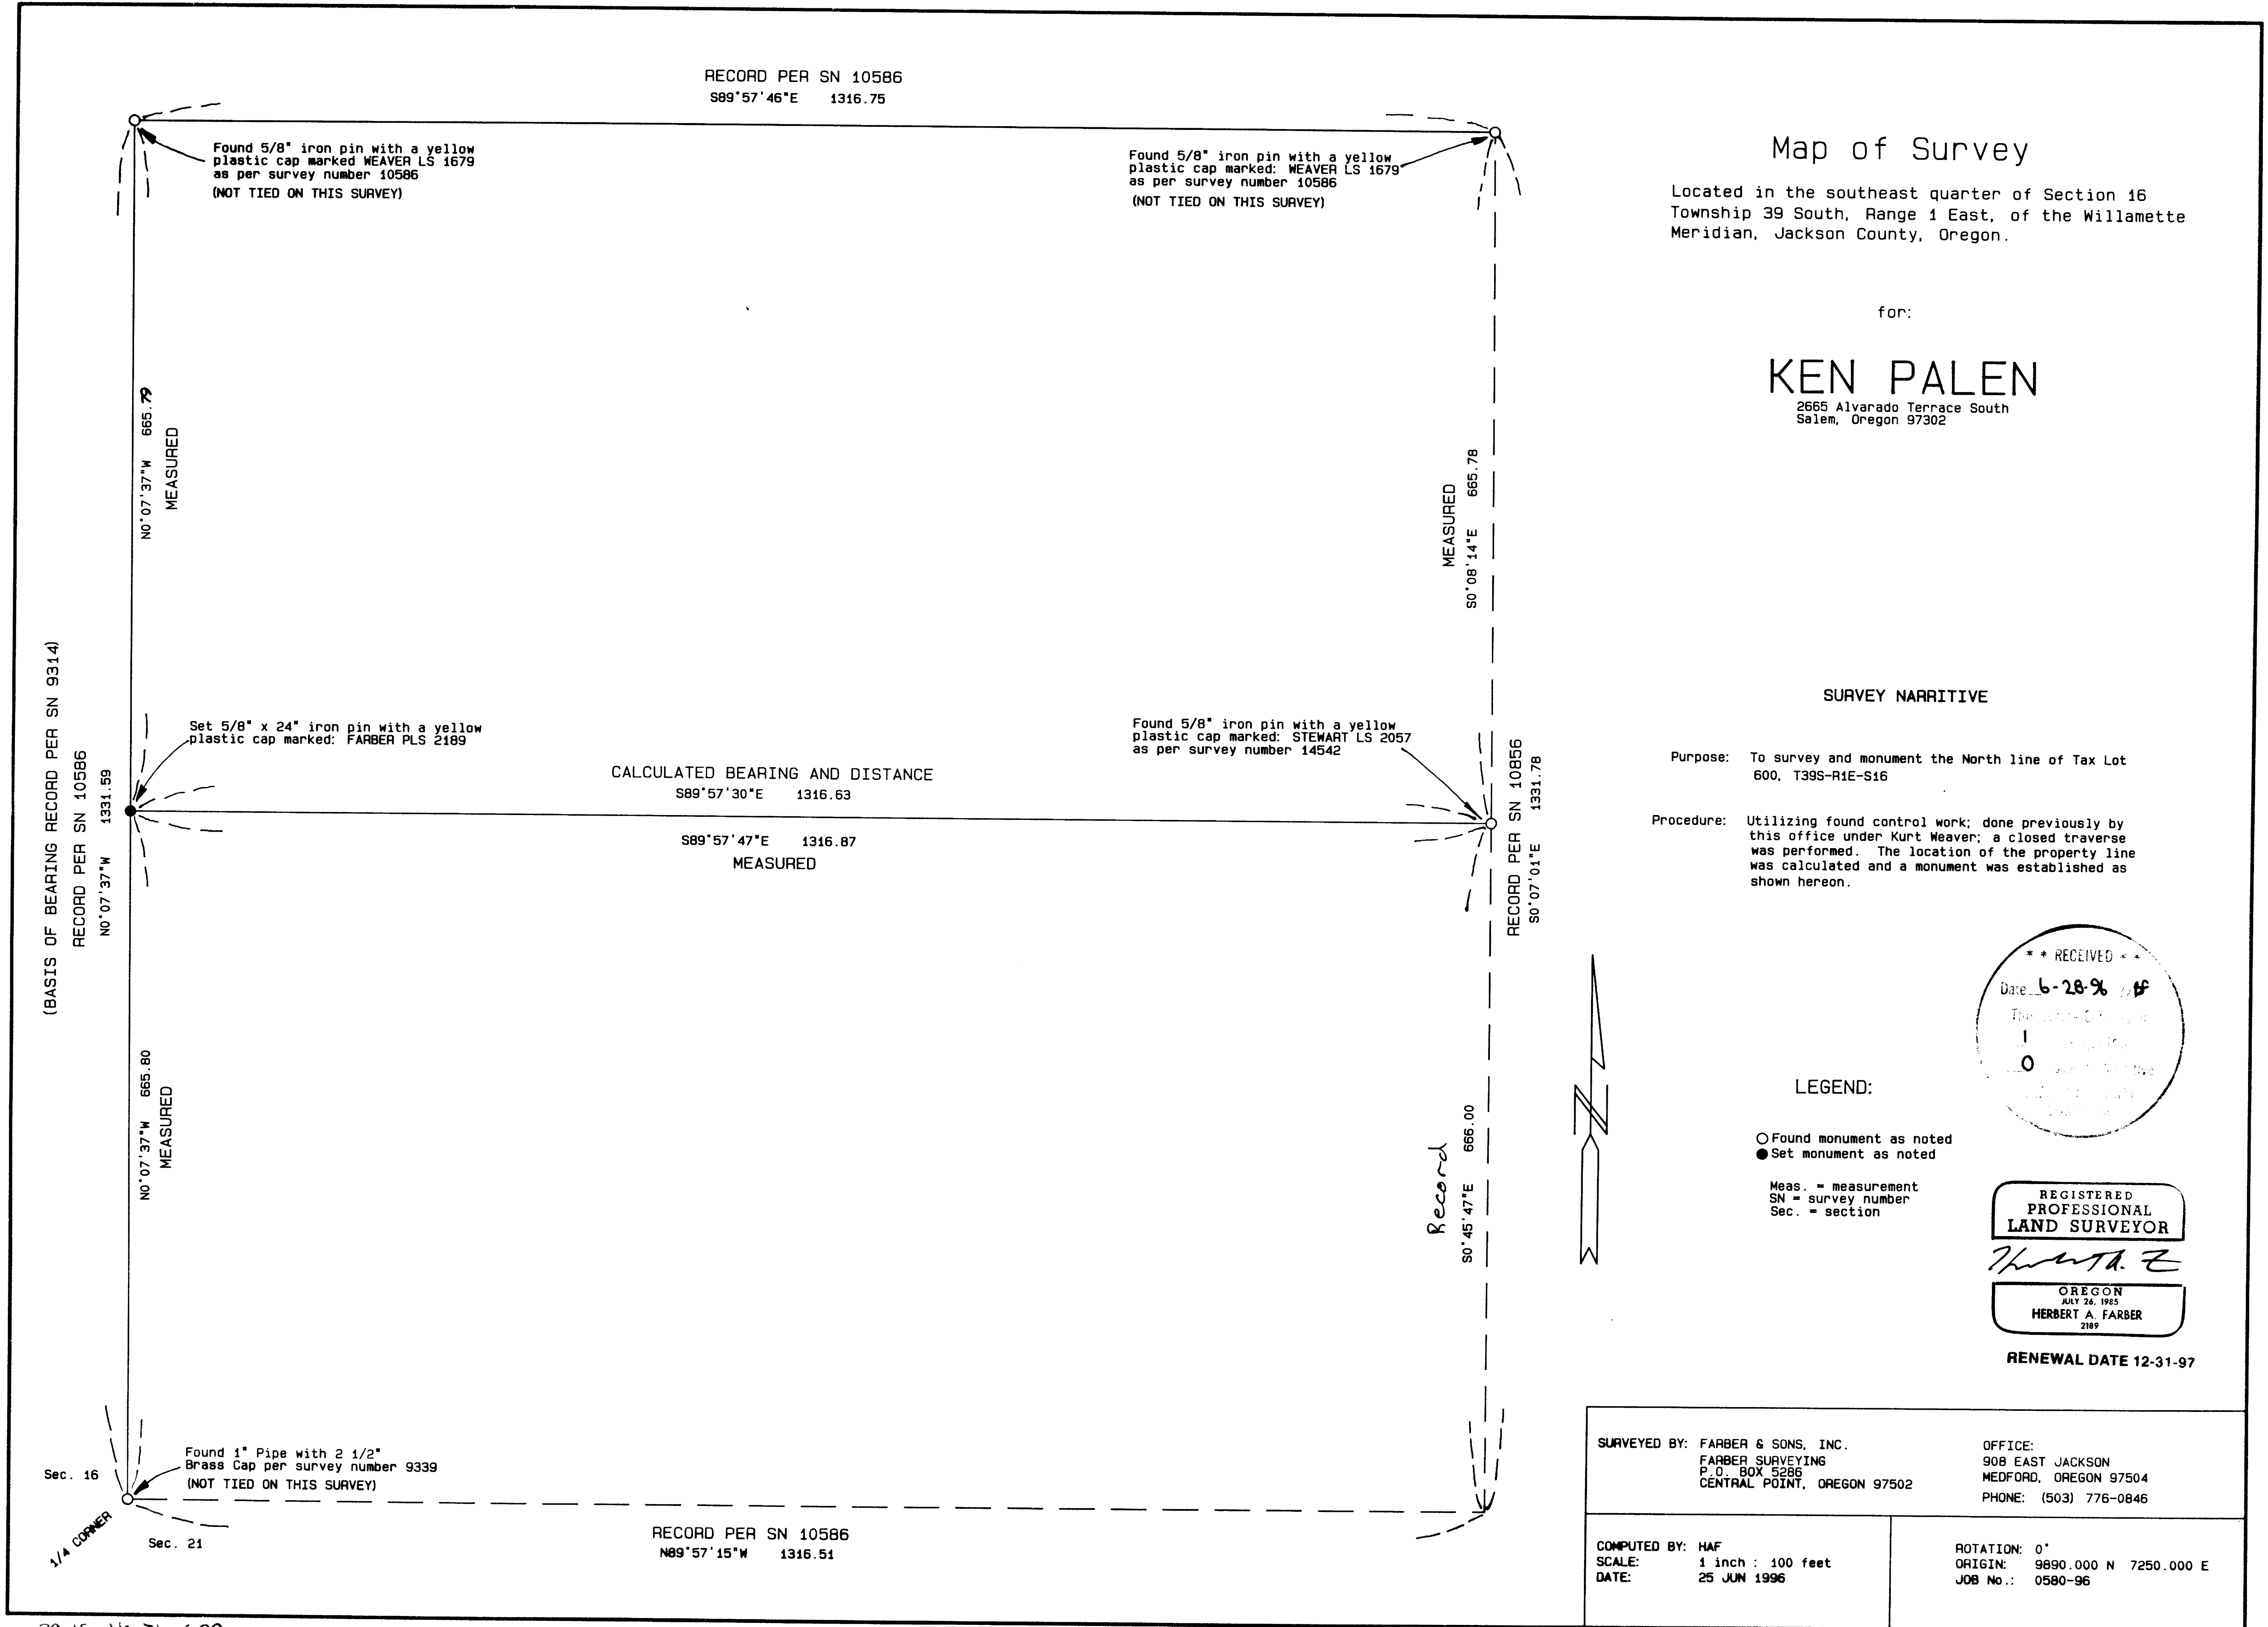 RECORD PER SN 10586
S89°57'46"E 1316.75
Found 5/8" iron pin with a yellow
plastic cap marked WEAVER LS 1679
as per survey number 10586
(NOT TIED ON THIS SURVEY)
Found 5/8" iron pin with a yellow
plastic cap marked: WEAVER LS 1679
as per survey number 10586
(NOT TIED ON THIS SURVEY)
N0°07'37"W 665.79
MEASURED
MEASURED
S0°08'14"E 665.78
(BASIS OF BEARING RECORD PER SN 9314)
RECORD PER SN 10586
N0°07'37"W 1331.59
Set 5/8" x 24" iron pin with a yellow
plastic cap marked: FARBER PLS 2189
Found 5/8" iron pin with a yellow
plastic cap marked: STEWART LS 2057
as per survey number 14542
CALCULATED BEARING AND DISTANCE
S89°57'30"E 1316.63
S89°57'47"E 1316.87
MEASURED
RECORD PER SN 10856
S0°07'01"E 1331.78
N0°07'37"W 665.80
MEASURED
Record
S0°45'47"E 666.00
Found 1" Pipe with 2 1/2"
Brass Cap per survey number 9339
(NOT TIED ON THIS SURVEY)
Sec. 16
1/4 CORNER
Sec. 21
RECORD PER SN 10586
N89°57'15"W 1316.51
Map of Survey
Located in the southeast quarter of Section 16
Township 39 South, Range 1 East, of the Willamette
Meridian, Jackson County, Oregon.
for:
KEN PALEN
2665 Alvarado Terrace South
Salem, Oregon 97302
SURVEY NARRITIVE
Purpose: To survey and monument the North line of Tax Lot
600, T39S-R1E-S16
Procedure: Utilizing found control work; done previously by
this office under Kurt Weaver; a closed traverse
was performed. The location of the property line
was calculated and a monument was established as
shown hereon.
* * RECEIVED * *
Date 6-28-96
1
0
N
LEGEND:
Found monument as noted
Set monument as noted
Meas. = measurement
SN = survey number
Sec. = section
REGISTERED
PROFESSIONAL
LAND SURVEYOR
OREGON
JULY 26, 1985
HERBERT A. FARBER
2189
RENEWAL DATE 12-31-97
SURVEYED BY: FARBER & SONS, INC.
FARBER SURVEYING
P.O. BOX 5286
CENTRAL POINT, OREGON 97502
OFFICE:
908 EAST JACKSON
MEDFORD, OREGON 97504
PHONE: (503) 776-0846
COMPUTED BY: HAF
SCALE: 1 inch : 100 feet
DATE: 25 JUN 1996
ROTATION: 0°
ORIGIN: 9890.000 N 7250.000 E
JOB No.: 0580-96